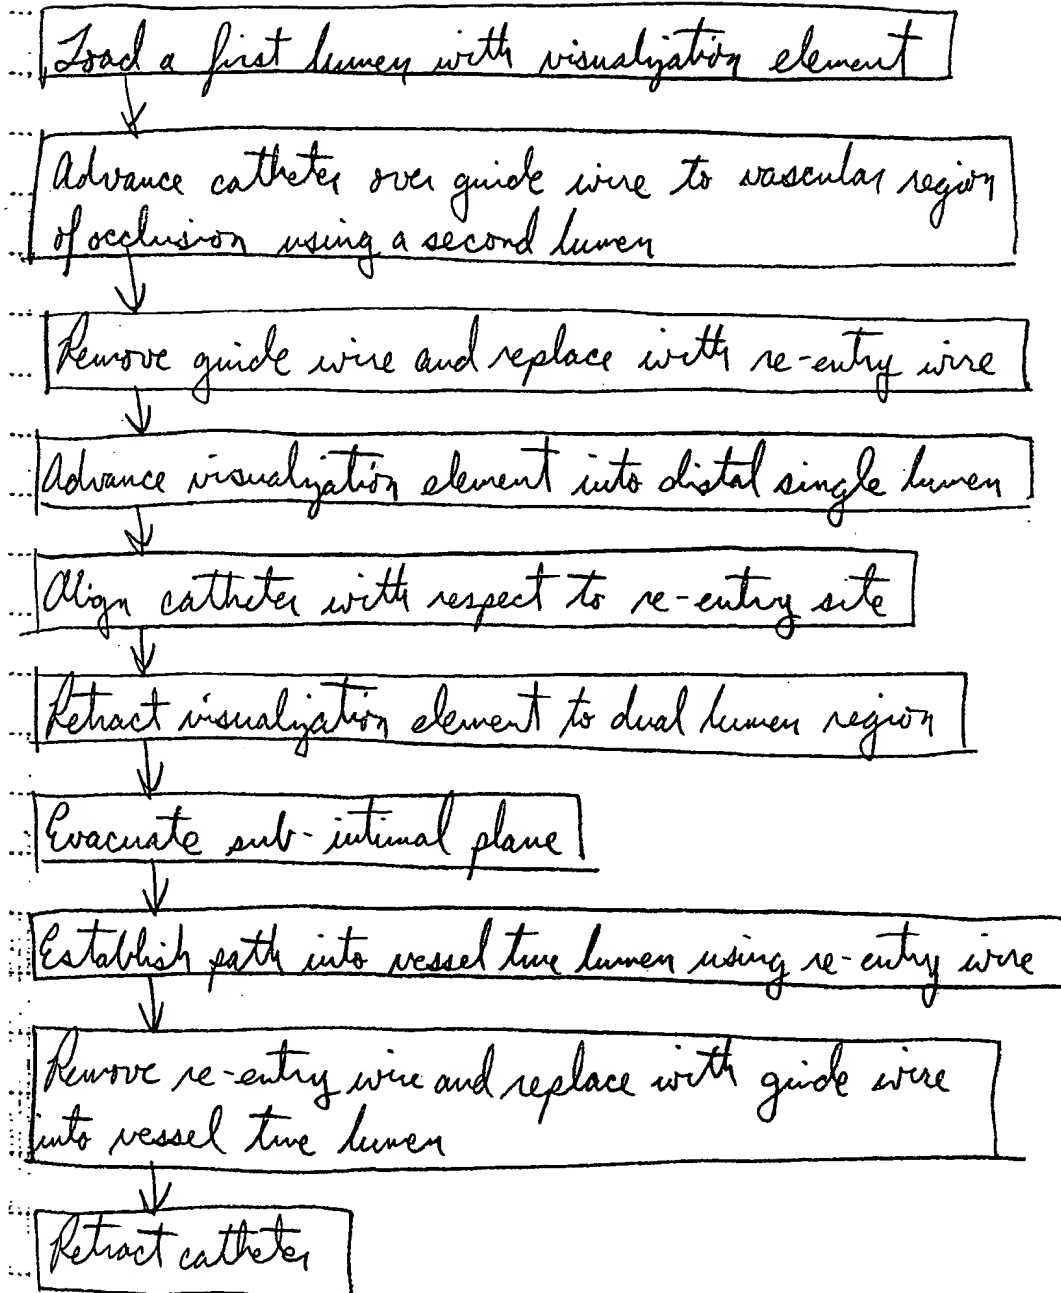 Load a first lumen with visualization element
Advance catheter over guide wire to vascular region
of occlusion using a second lumen
Remove guide wire and replace with re-entry wire
Advance visualization element into distal single lumen
Align catheter with respect to re-entry site
Retract visualization element to dual lumen region
Evacuate sub-intimal plane
Establish path into vessel true lumen using re-entry wire
Remove re-entry wire and replace with guide wire
into vessel true lumen
Retract catheter